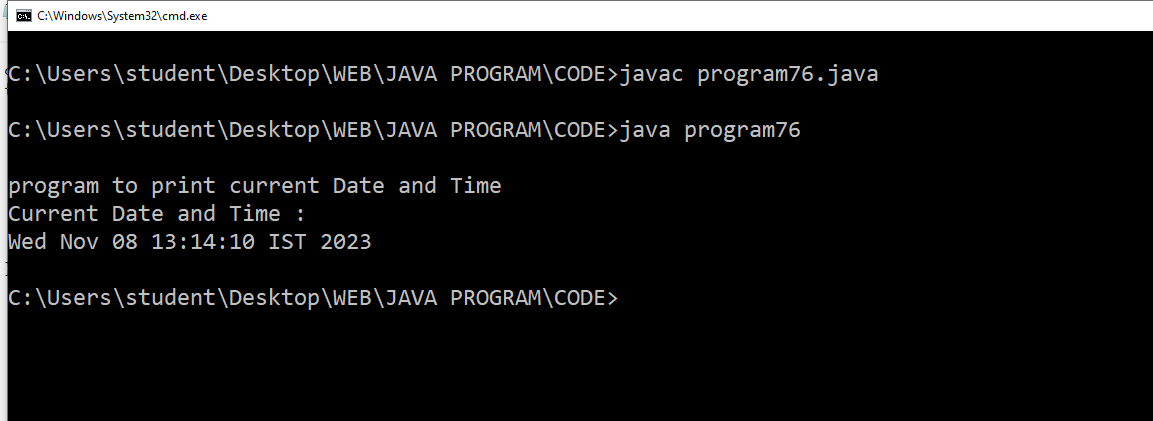 C:\Windows\System32\cmd.exe
C:\Users\student\Desktop\WEB\JAVA PROGRAM\CODE>javac program76.java
C:\Users\student\Desktop\WEB\JAVA PROGRAM\CODE>java program76
program to print current Date and Time
Current Date and Time :
Wed Nov 08 13:14:10 IST 2023
C:\Users\student\Desktop\WEB\JAVA PROGRAM\CODE>